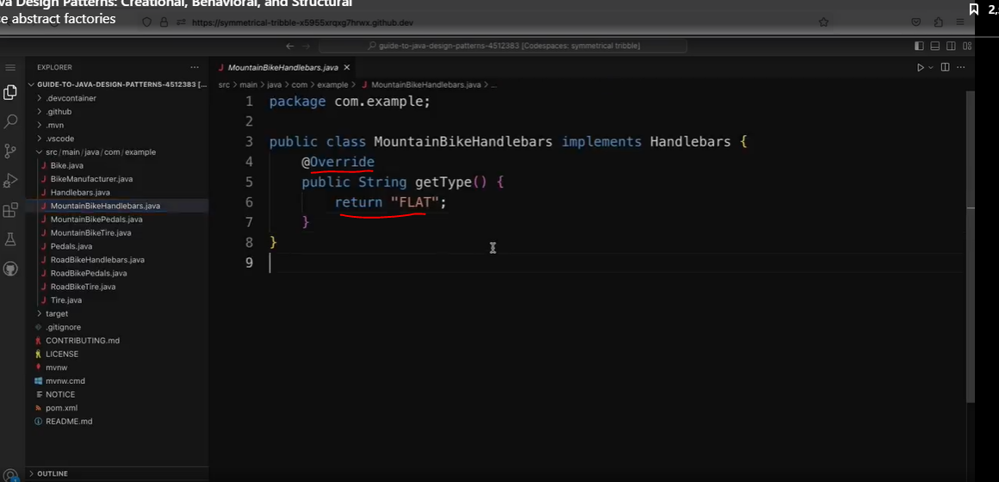 va Design Patterns: Creational, Behavioral, and Structural
se abstract factories
2,
https://symmetrical-tribble-x5955xrqxg7hrwx.github.dev
guide-to-java-design-patterns-4512383 [Codespaces: symmetrical tribble]
EXPLORER
GUIDE-TO-JAVA-DESIGN-PATTERNS-4512383 [...
.devcontainer
.github
.mvn
.vscode
src/main/java/com/example
Bike.java
BikeManufacturer.java
Handlebars.java
MountainBikeHandlebars.java
MountainBikePedals.java
MountainBikeTire.java
Pedals.java
RoadBikeHandlebars.java
RoadBikePedals.java
RoadBikeTire.java
Tire.java
target
.gitignore
CONTRIBUTING.md
LICENSE
mvnw
mvnw.cmd
NOTICE
pom.xml
README.md
OUTLINE
MountainBikeHandlebars.java
src > main > java > com > example > MountainBikeHandlebars.java > ...
1 package com.example;
2
3 public class MountainBikeHandlebars implements Handlebars {
4 @Override
5 public String getType() {
6 return "FLAT";
7 }
8 }
9